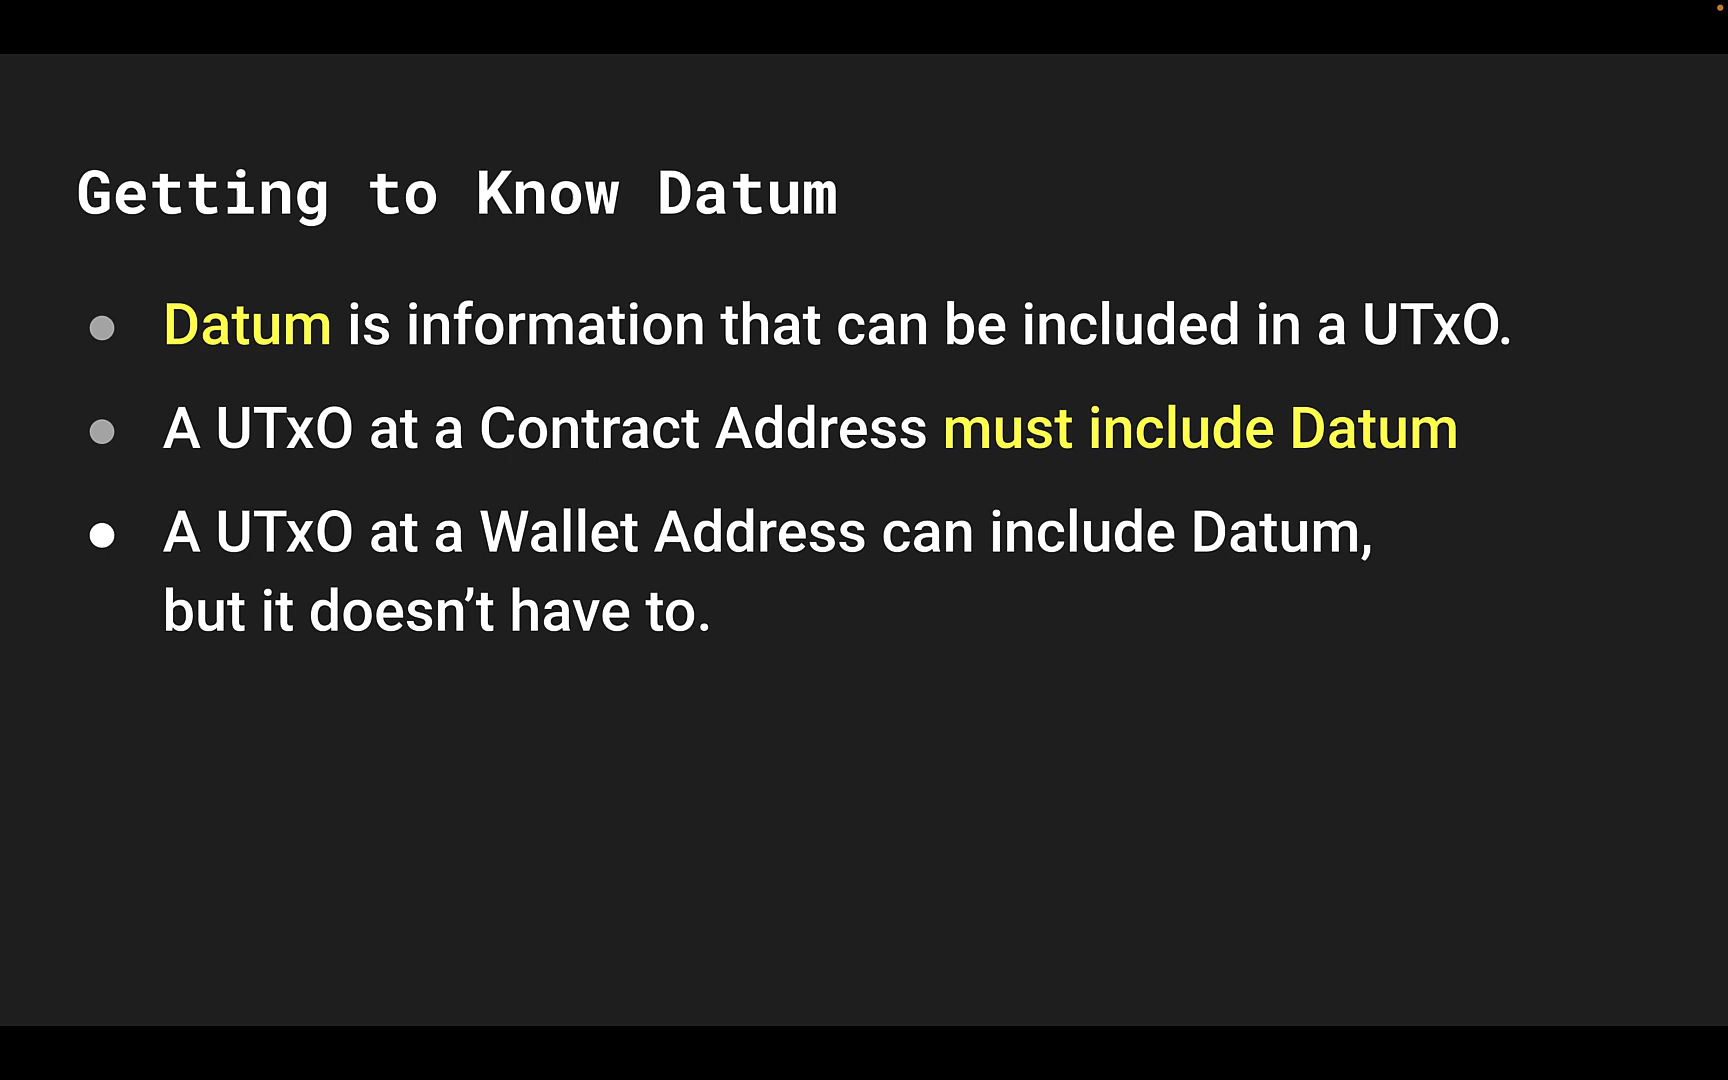 Getting to Know Datum
● Datum is information that can be included in a UTxO.
● A UTxO at a Contract Address must include Datum
● A UTxO at a Wallet Address can include Datum,
but it doesn’t have to.